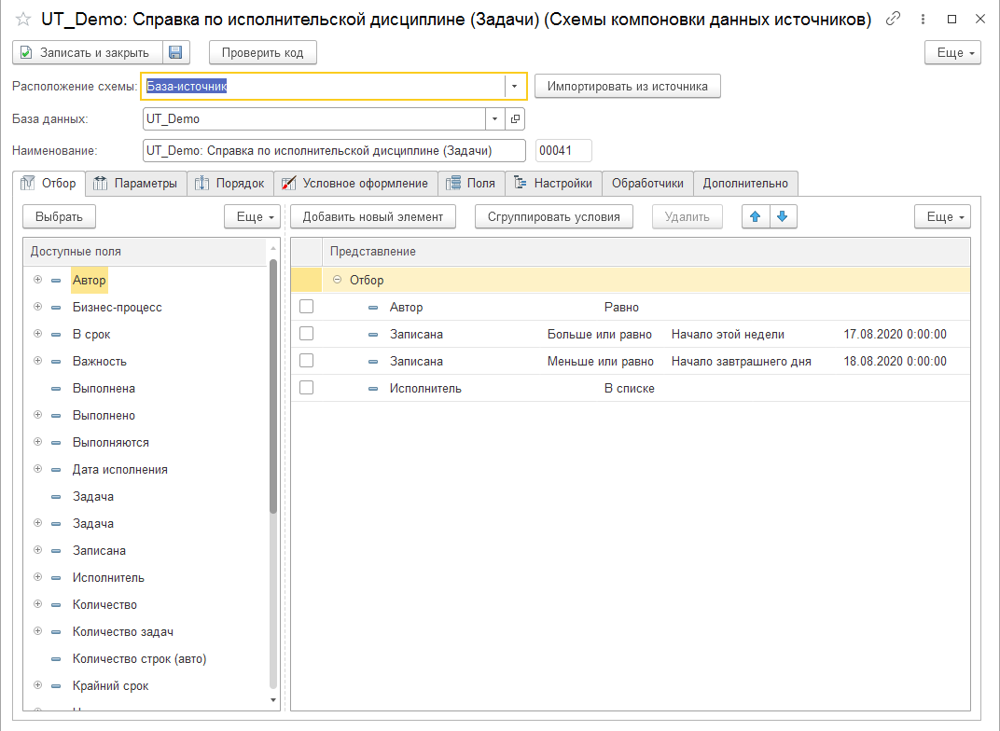 UT_Demo: Справка по исполнительской дисциплине (Задачи) (Схемы компоновки данных источников)
Записать и закрыть Проверить код Еще
Расположение схемы: База-источник Импортировать из источника
База данных: UT_Demo
Наименование: UT_Demo: Справка по исполнительской дисциплине (Задачи) 00041
Отбор Параметры Порядок Условное оформление Поля Настройки Обработчики Дополнительно
Выбрать Еще Добавить новый элемент Сгруппировать условия Удалить Еще
Доступные поля
Автор
Бизнес-процесс
В срок
Важность
Выполнена
Выполнено
Выполняются
Дата исполнения
Задача
Задача
Записана
Исполнитель
Количество
Количество задач
Количество строк (авто)
Крайний срок
Представление
Отбор
Автор Равно
Записана Больше или равно Начало этой недели 17.08.2020 0:00:00
Записана Меньше или равно Начало завтрашнего дня 18.08.2020 0:00:00
Исполнитель В списке